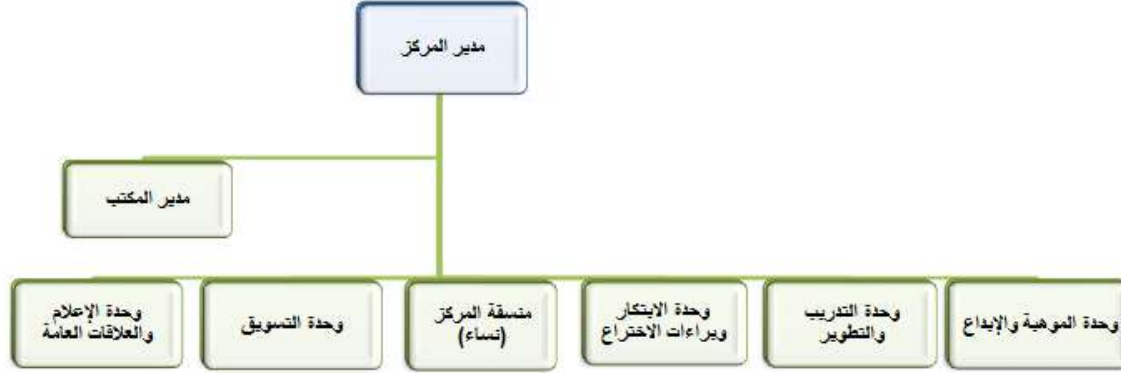 مدير المركز
مدير المكتب
وحدة الموهبة والإبداع
وحدة التدريب
والتطوير
وحدة الابتكار
وبراءات الاختراع
منسقة المركز
(نساء)
وحدة التسويق
وحدة الإعلام
والعلاقات العامة